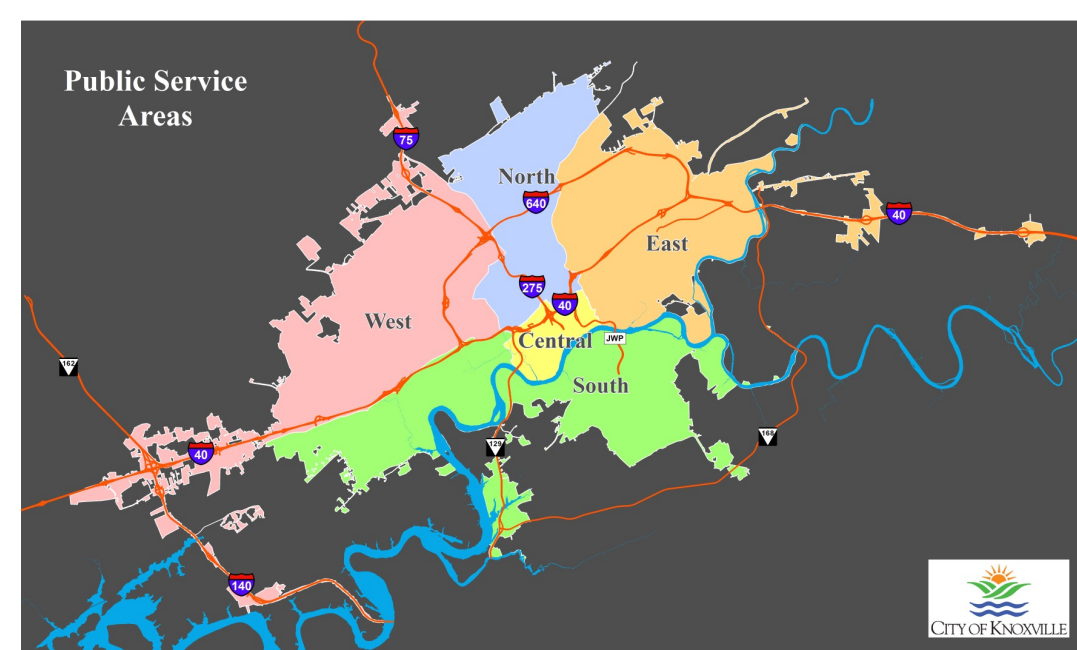 Public Service
Areas
75
North
640
40
East
275
40
West
Central
JWP
162
South
168
129
40
140
CITY OF KNOXVILLE